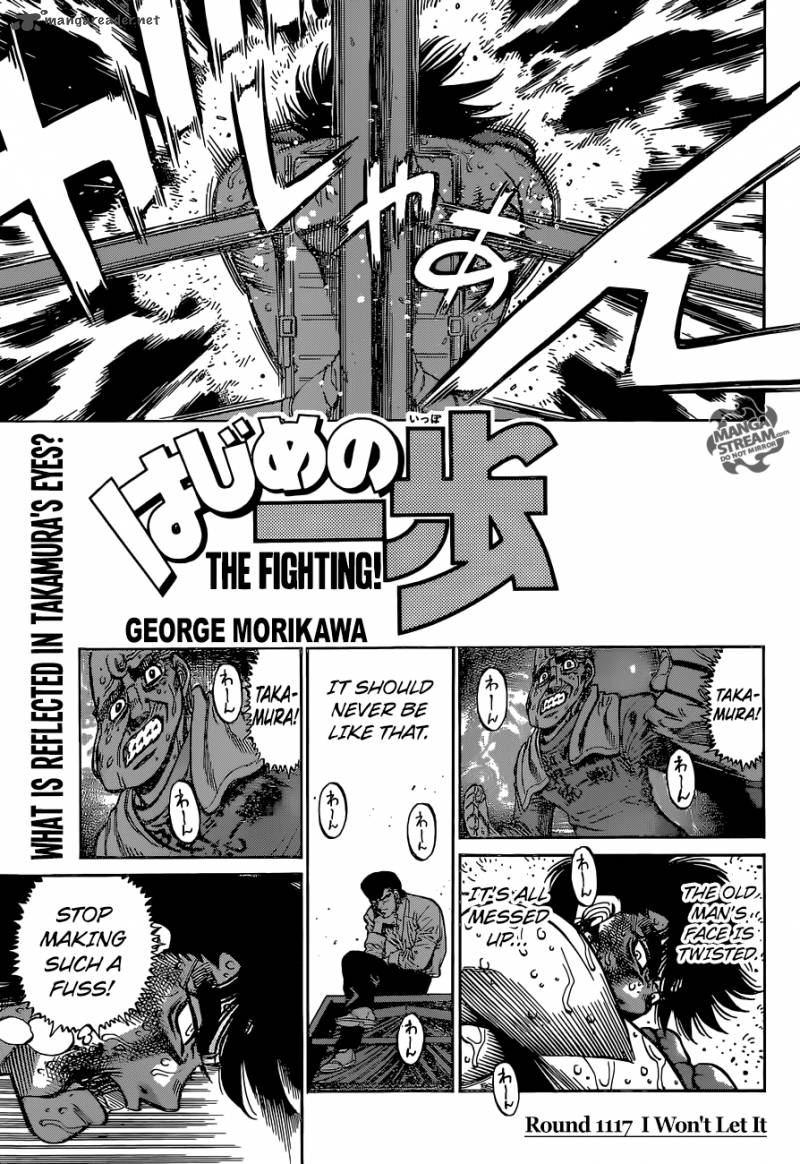 mangareader.net
がしゃあん
いっぽ
はじめの一歩
THE FIGHTING!
GEORGE MORIKAWA
MANGA
STREAM.com
DO NOT MIRROR
WHAT IS REFLECTED IN TAKAMURA'S EYES?
TAKA-
MURA!
わーん
わーん
IT SHOULD
NEVER BE
LIKE THAT.
わーん
わーん
わーん
TAKA-
MURA!
わーん
わーん
THE OLD
MAN'S
FACE IS
TWISTED.
IT'S ALL
MESSED
UP...
わーん
わーん
STOP
MAKING
SUCH A
FUSS!
Round 1117 I Won't Let It